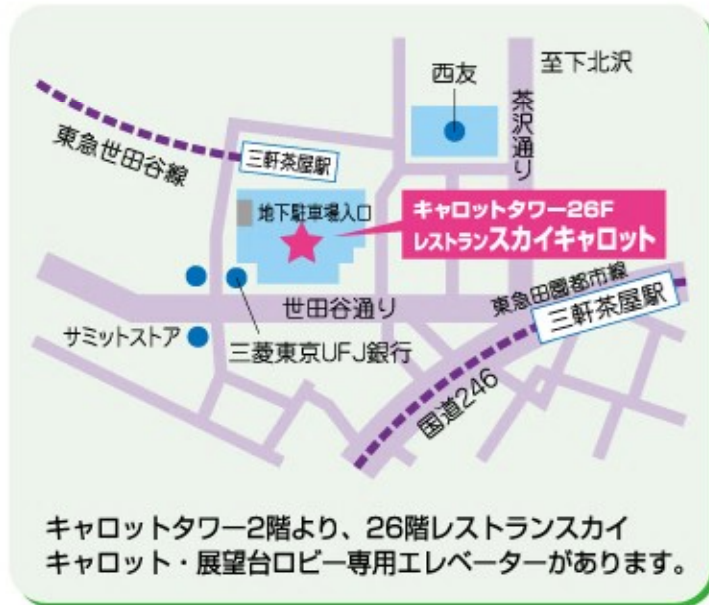 西友
至下北沢
茶沢通り
東急世田谷線
三軒茶屋駅
地下駐車場入口
キャロットタワー26F
レストランスカイキャロット
東急田園都市線
三軒茶屋駅
世田谷通り
サミットストア
三菱東京UFJ銀行
国道246
キャロットタワー2階より、26階レストランスカイ
キャロット・展望台ロビー専用エレベーターがあります。